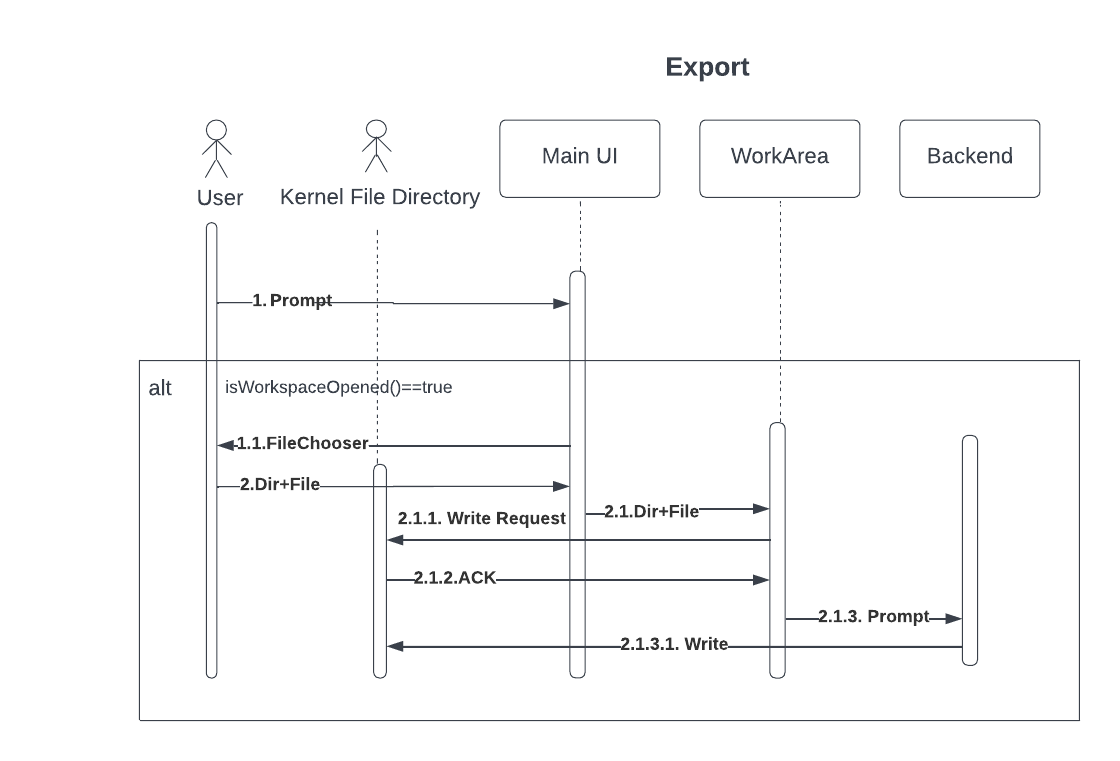 Export
User
Kernel File Directory
Main UI
WorkArea
Backend
1. Prompt
alt
isWorkspaceOpened()==true
1.1.FileChooser
2.Dir+File
2.1.Dir+File
2.1.1. Write Request
2.1.2.ACK
2.1.3. Prompt
2.1.3.1. Write